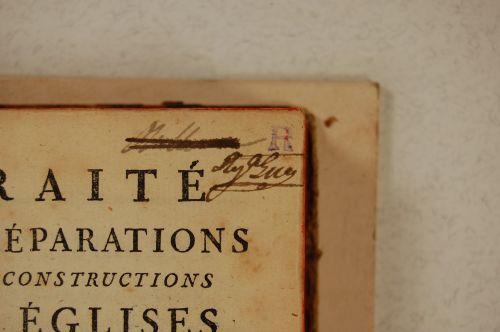 R
RAITÉ
ÉPARATIONS
CONSTRUCTIONS
ÉGLISES